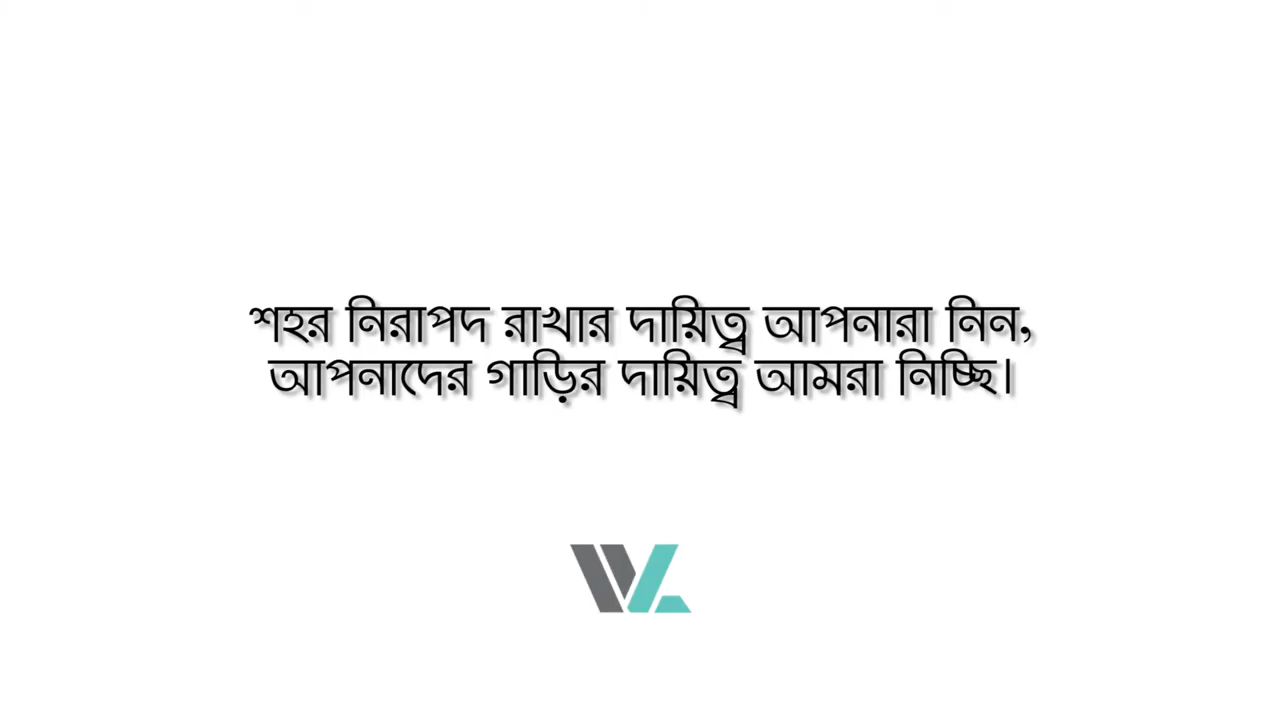 শহর নিরাপদ রাখার দায়িত্ব আপনারা নিন,
আপনাদের গাড়ির দায়িত্ব আমরা নিচ্ছি।